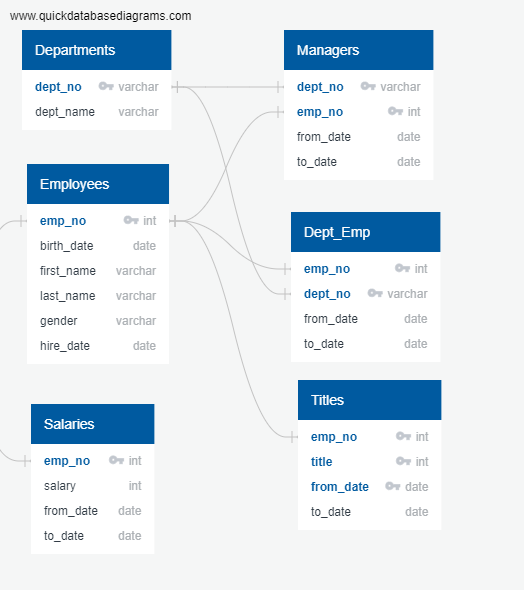 www.quickdatabasediagrams.com
Departments
dept_no varchar
dept_name varchar
Managers
dept_no varchar
emp_no int
from_date date
to_date date
Employees
emp_no int
birth_date date
first_name varchar
last_name varchar
gender varchar
hire_date date
Dept_Emp
emp_no int
dept_no varchar
from_date date
to_date date
Salaries
emp_no int
salary int
from_date date
to_date date
Titles
emp_no int
title int
from_date date
to_date date